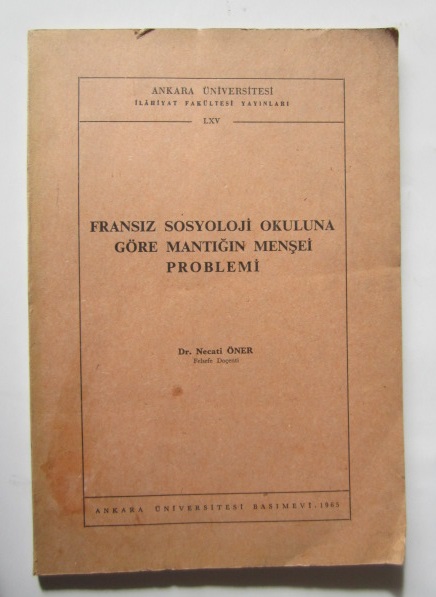 ANKARA ÜNİVERSİTESİ
İLÂHİYAT FAKÜLTESİ YAYINLARI
LXV
FRANSIZ SOSYOLOJİ OKULUNA
GÖRE MANTIĞIN MENŞEİ
PROBLEMİ
Dr. Necati ÖNER
Felsefe Doçenti
ANKARA ÜNİVERSİTESİ BASIMEVİ . 1965